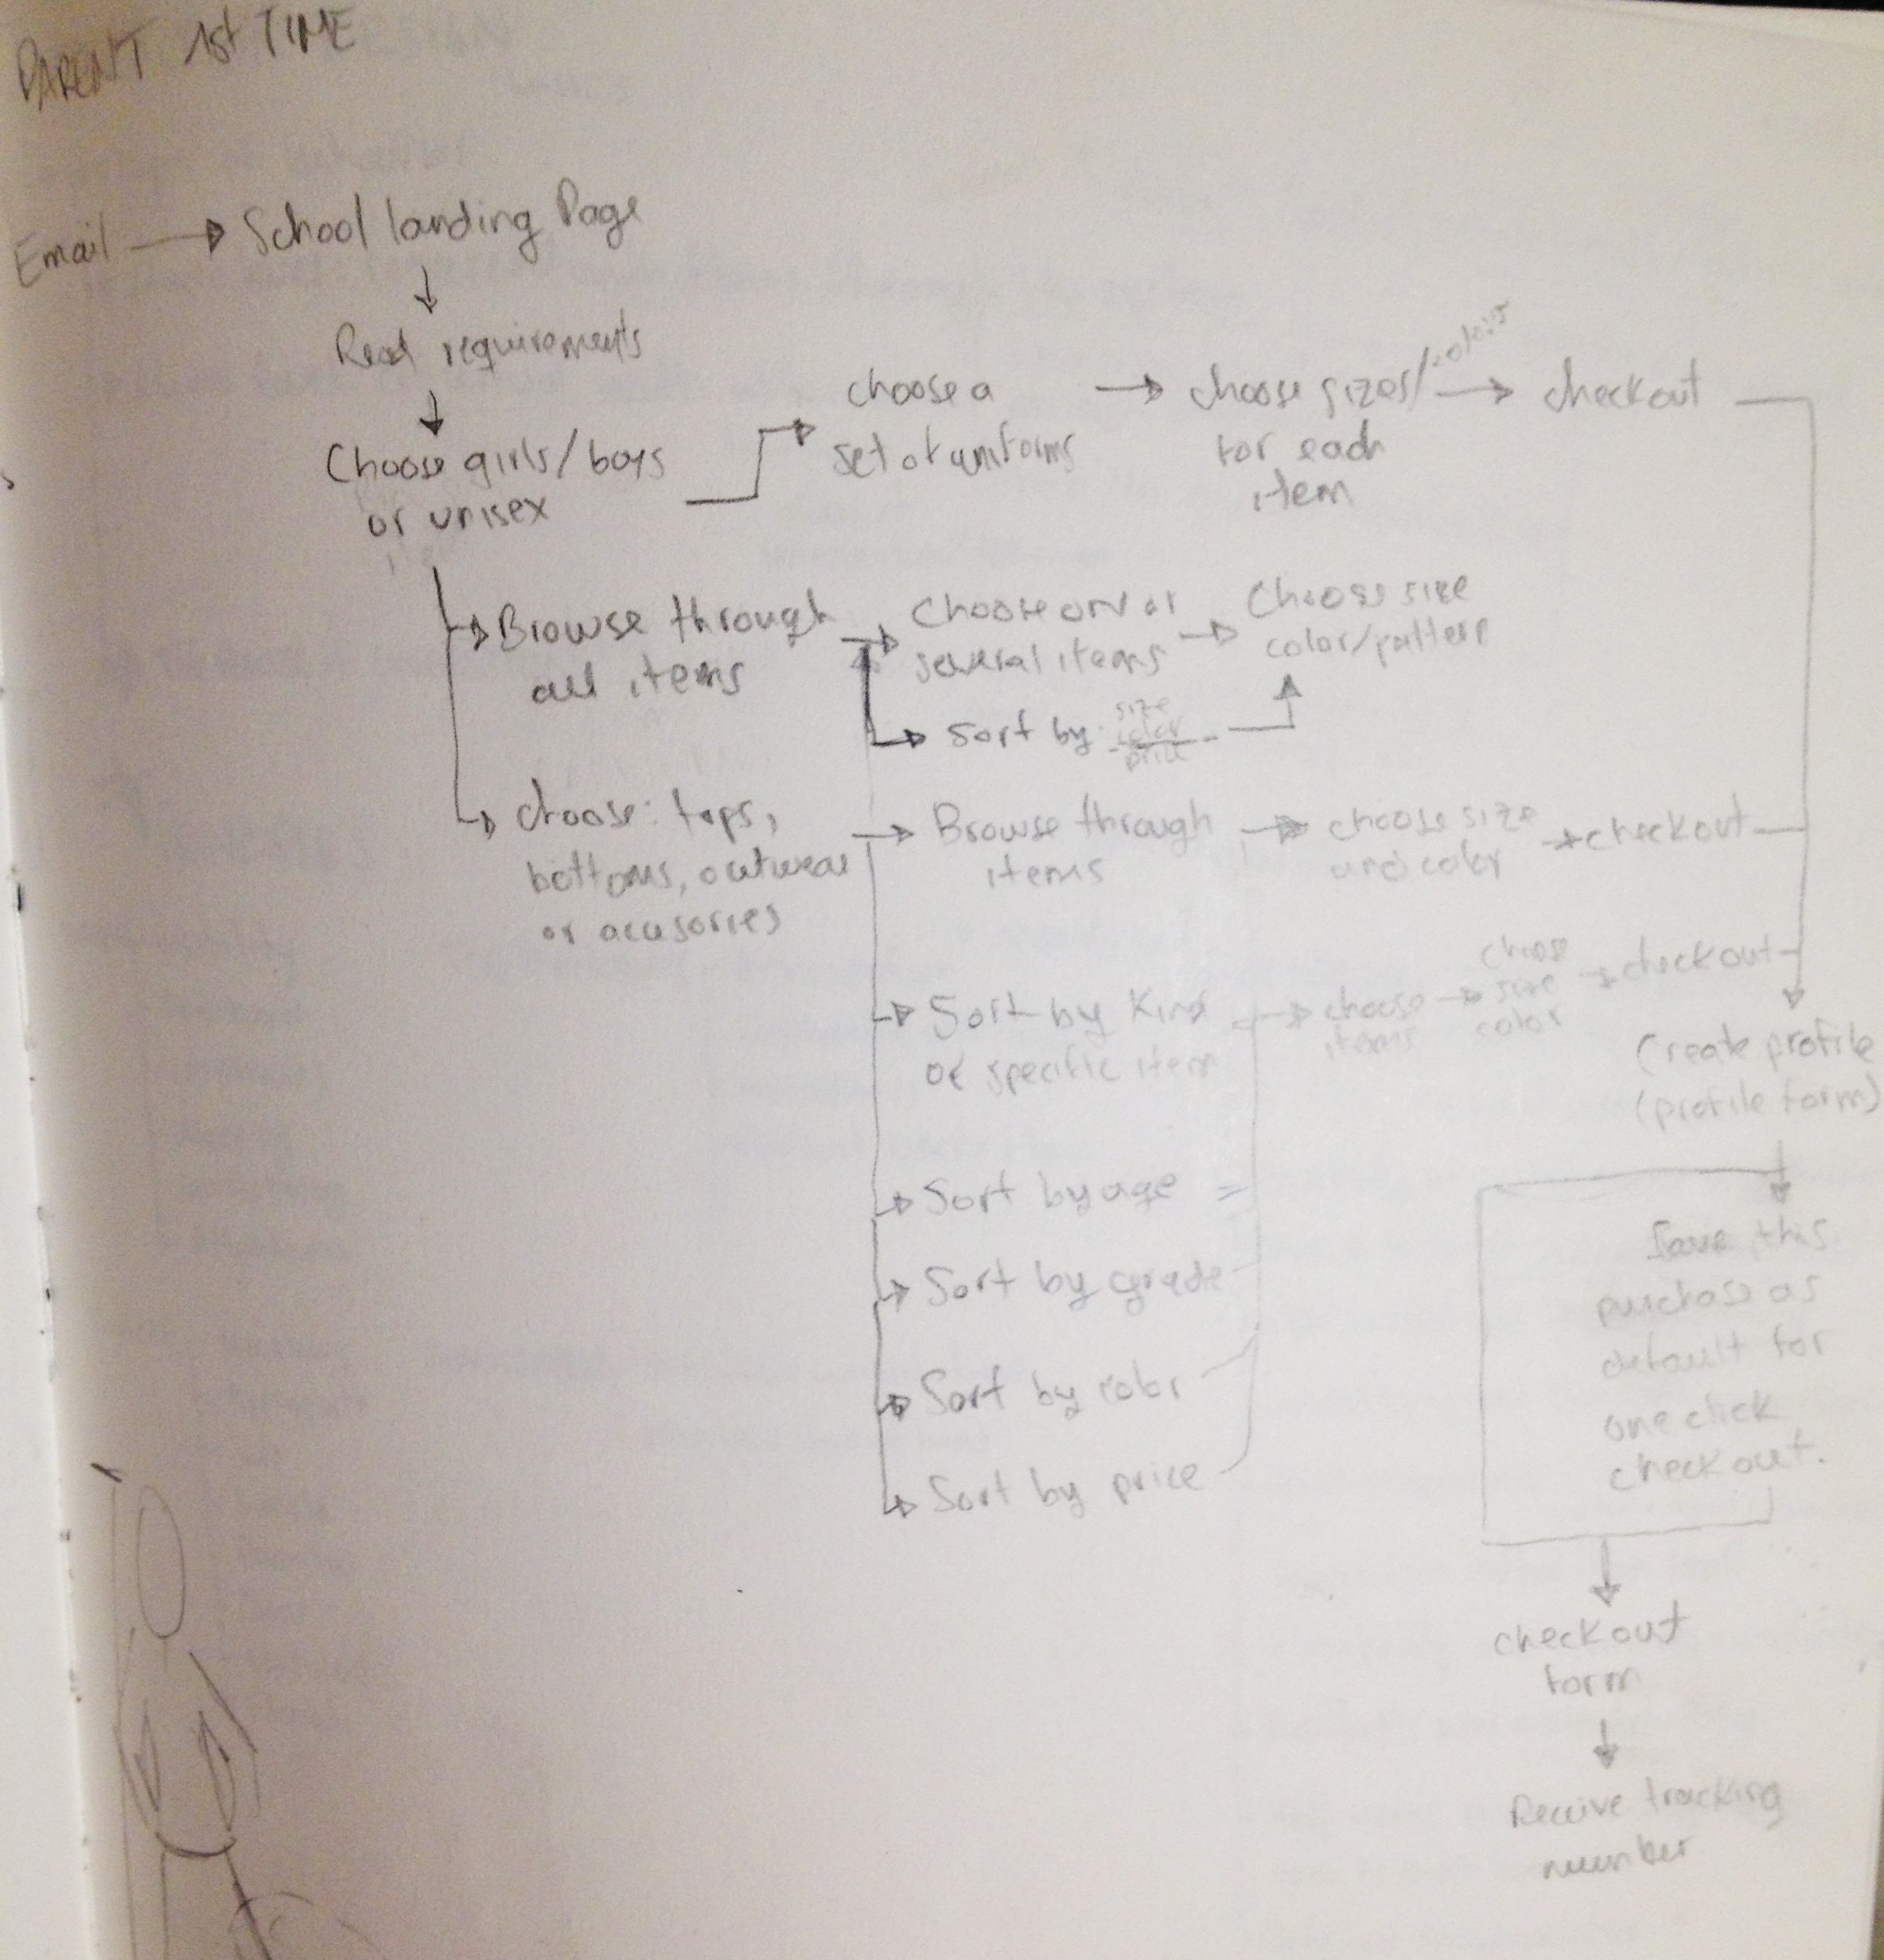 PARENT 1st TIME
Email → School landing Page
Read requirements
Choose girls/boys
or unisex
choose a
set of uniforms
choose sizes/colors
for each
item
checkout
Browse through
all items
Choose one or
several items
Choose size
color/pattern
Sort by size
color
price
choose: tops,
bottoms, outwear
or acusories
Browse through
items
choose size
and color
checkout
Sort by Kind
of specific item
choose
items
choose
size
color
checkout
Sort by age
Sort by grade
Sort by color
Sort by price
Create profile
(profile form)
Save this
purchase as
default for
one click
checkout.
checkout
form
Receive tracking
number